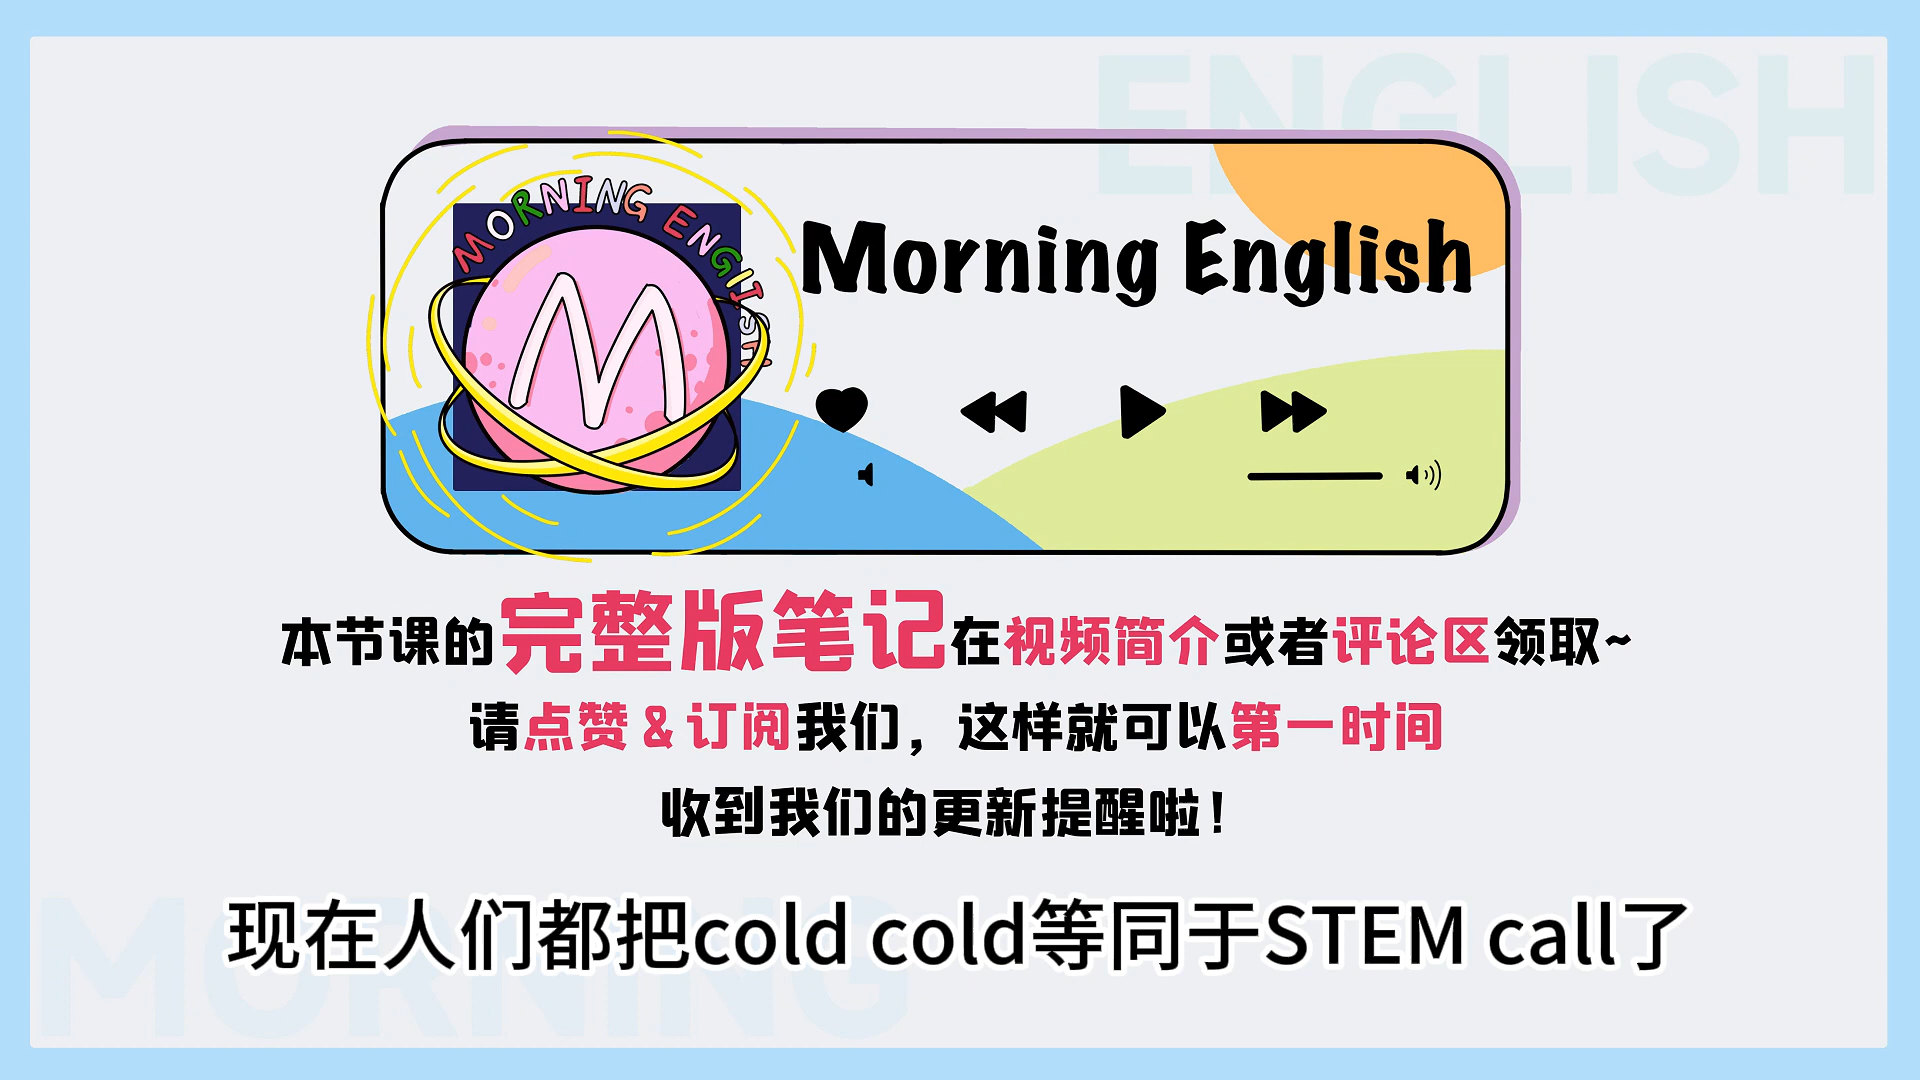 ENGLISH
MORNING ENGLISH
M
Morning English
本节课的完整版笔记在视频简介或者评论区领取~
请点赞&订阅我们，这样就可以第一时间
收到我们的更新提醒啦！
现在人们都把cold cold等同于STEM call了
MORNING